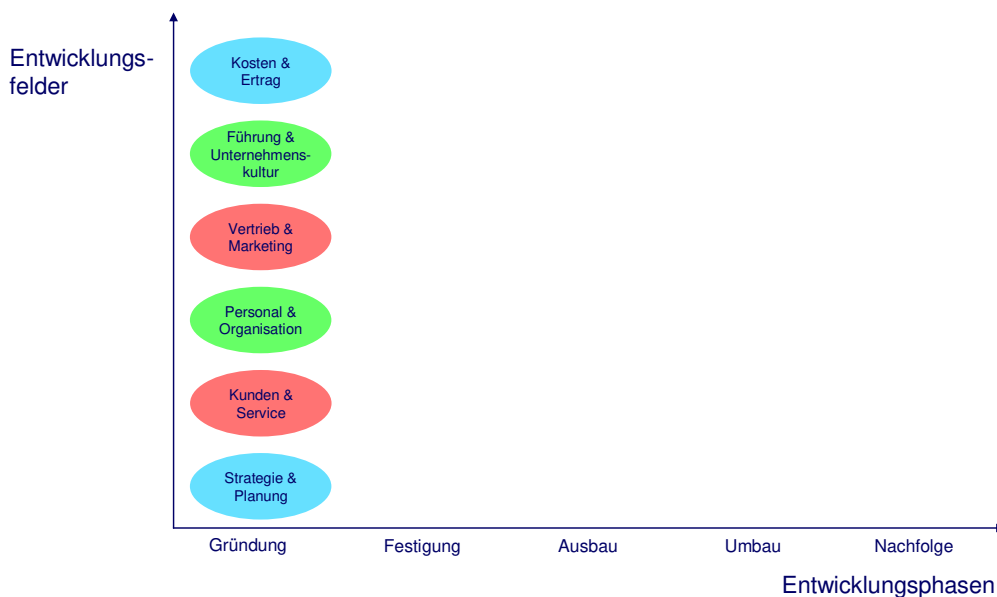 Entwicklungs-
felder
Kosten &
Ertrag
Führung &
Unternehmens-
kultur
Vertrieb &
Marketing
Personal &
Organisation
Kunden &
Service
Strategie &
Planung
Gründung
Festigung
Ausbau
Umbau
Nachfolge
Entwicklungsphasen